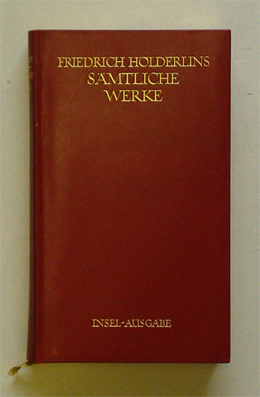 FRIEDRICH HÖLDERLINS
SÄMTLICHE
WERKE
INSEL-AUSGABE